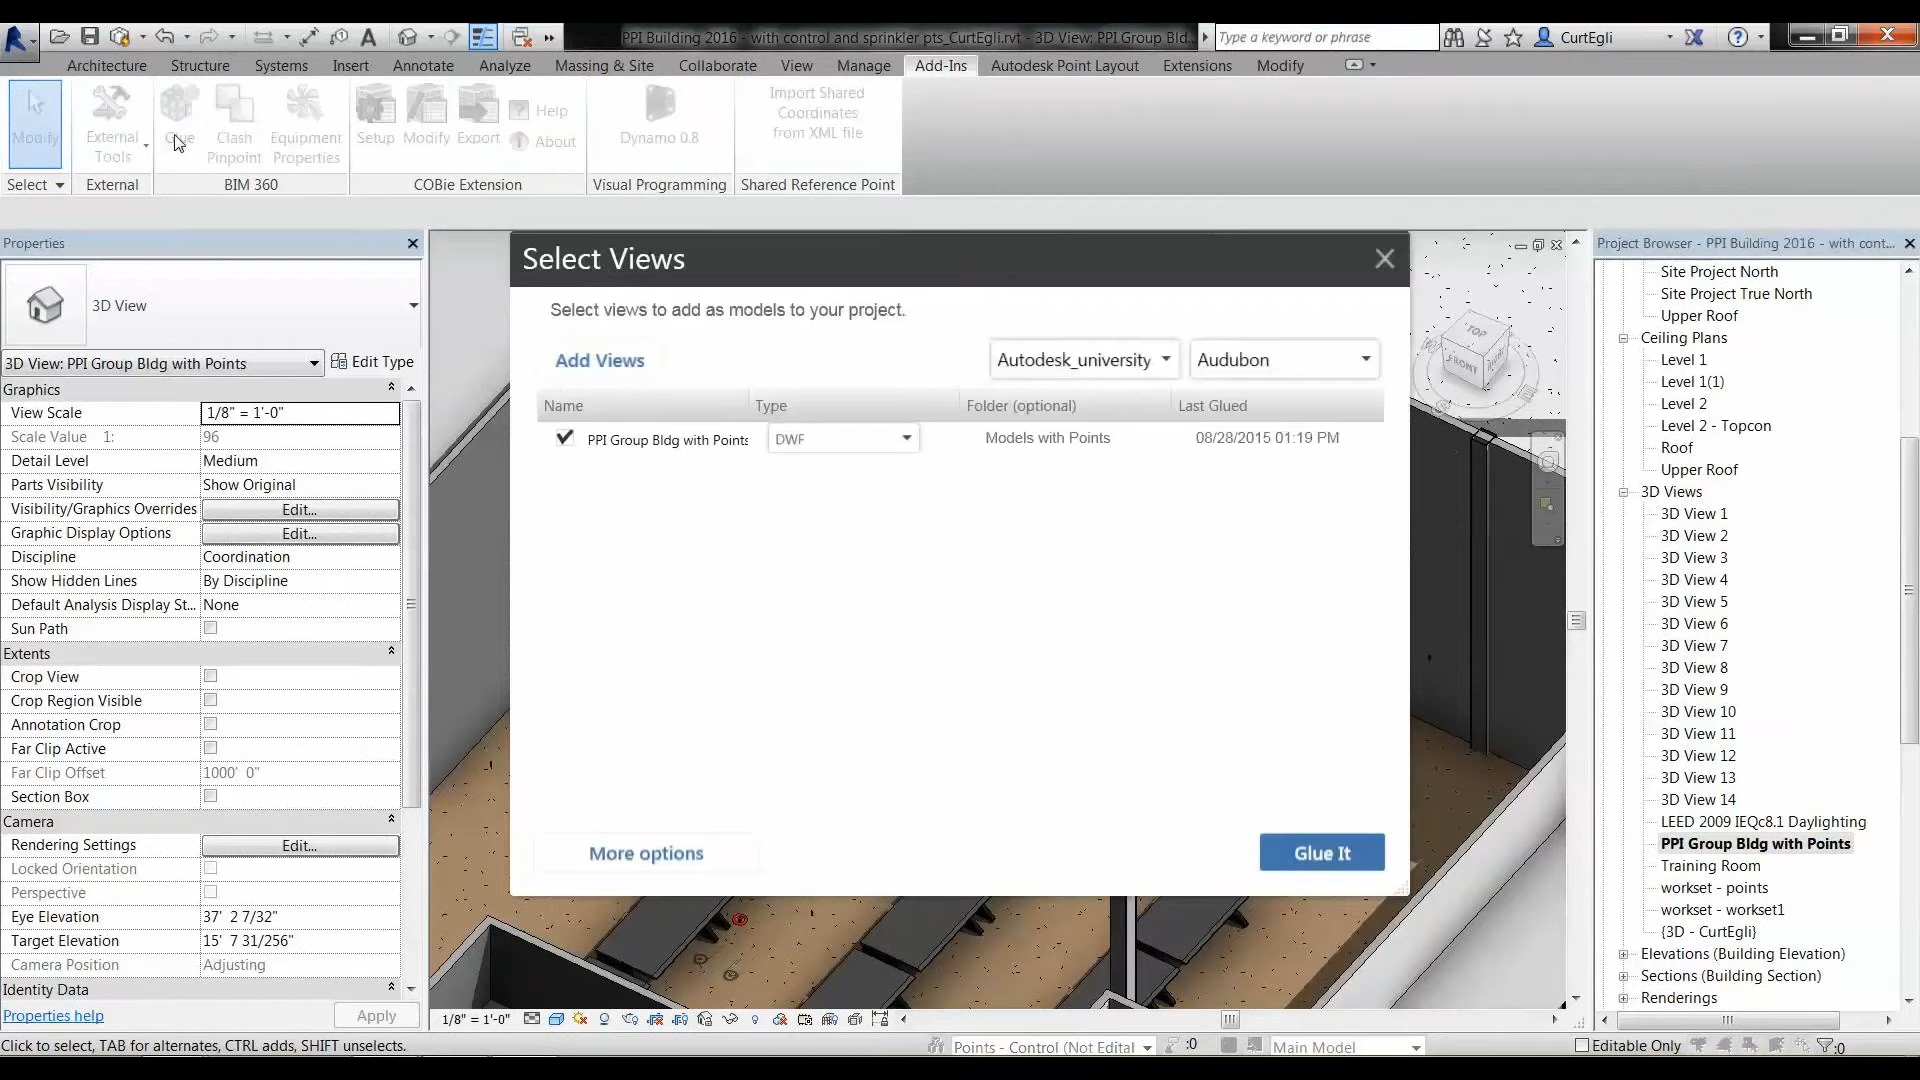 PPI Building 2016 - with control and sprinkler pts_CurtEgli.rvt - 3D View: PPI Group Bld...
Type a keyword or phrase
CurtEgli
Architecture Structure Systems Insert Annotate Analyze Massing & Site Collaborate View Manage Add-Ins Autodesk Point Layout Extensions Modify
Modify
External Tools
Glue
Clash Pinpoint
Equipment Properties
Setup
Modify
Export
Help
About
Dynamo 0.8
Import Shared
Coordinates
from XML file
Select
External
BIM 360
COBie Extension
Visual Programming
Shared Reference Point
Properties
3D View
3D View: PPI Group Bldg with Points
Edit Type
Graphics
View Scale 1/8" = 1'-0"
Scale Value 1: 96
Detail Level Medium
Parts Visibility Show Original
Visibility/Graphics Overrides Edit...
Graphic Display Options Edit...
Discipline Coordination
Show Hidden Lines By Discipline
Default Analysis Display St... None
Sun Path
Extents
Crop View
Crop Region Visible
Annotation Crop
Far Clip Active
Far Clip Offset 1000' 0"
Section Box
Camera
Rendering Settings Edit...
Locked Orientation
Perspective
Eye Elevation 37' 2 7/32"
Target Elevation 15' 7 31/256"
Camera Position Adjusting
Identity Data
Properties help
Apply
Select Views
Select views to add as models to your project.
Add Views
Autodesk_university
Audubon
Name Type Folder (optional) Last Glued
PPI Group Bldg with Points DWF Models with Points 08/28/2015 01:19 PM
More options
Glue It
TOP
FRONT
Project Browser - PPI Building 2016 - with cont...
Site Project North
Site Project True North
Upper Roof
Ceiling Plans
Level 1
Level 1(1)
Level 2
Level 2 - Topcon
Roof
Upper Roof
3D Views
3D View 1
3D View 2
3D View 3
3D View 4
3D View 5
3D View 6
3D View 7
3D View 8
3D View 9
3D View 10
3D View 11
3D View 12
3D View 13
3D View 14
LEED 2009 IEQc8.1 Daylighting
PPI Group Bldg with Points
Training Room
workset - points
workset - workset1
{3D - CurtEgli}
Elevations (Building Elevation)
Sections (Building Section)
Renderings
1/8" = 1'-0"
Click to select, TAB for alternates, CTRL adds, SHIFT unselects.
Points - Control (Not Edital
:0
Main Model
Editable Only
:0